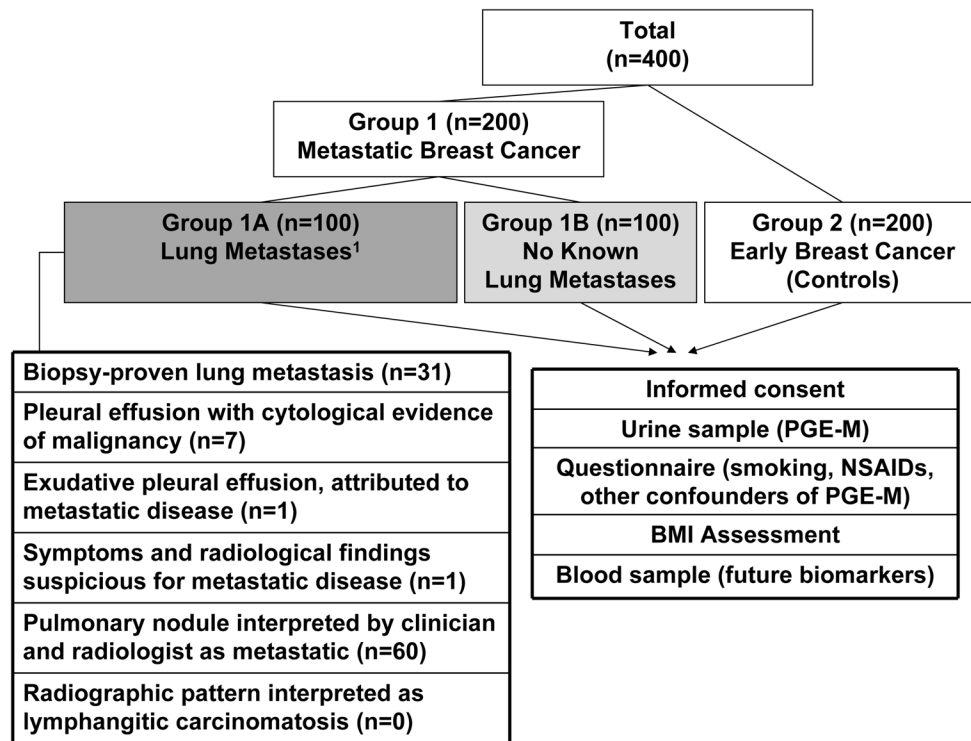 Total
(n=400)
Group 1 (n=200)
Metastatic Breast Cancer
Group 1A (n=100)
Lung Metastases¹
Group 1B (n=100)
No Known
Lung Metastases
Group 2 (n=200)
Early Breast Cancer
(Controls)
Biopsy-proven lung metastasis (n=31)
Pleural effusion with cytological evidence
of malignancy (n=7)
Exudative pleural effusion, attributed to
metastatic disease (n=1)
Symptoms and radiological findings
suspicious for metastatic disease (n=1)
Pulmonary nodule interpreted by clinician
and radiologist as metastatic (n=60)
Radiographic pattern interpreted as
lymphangitic carcinomatosis (n=0)
Informed consent
Urine sample (PGE-M)
Questionnaire (smoking, NSAIDs,
other confounders of PGE-M)
BMI Assessment
Blood sample (future biomarkers)